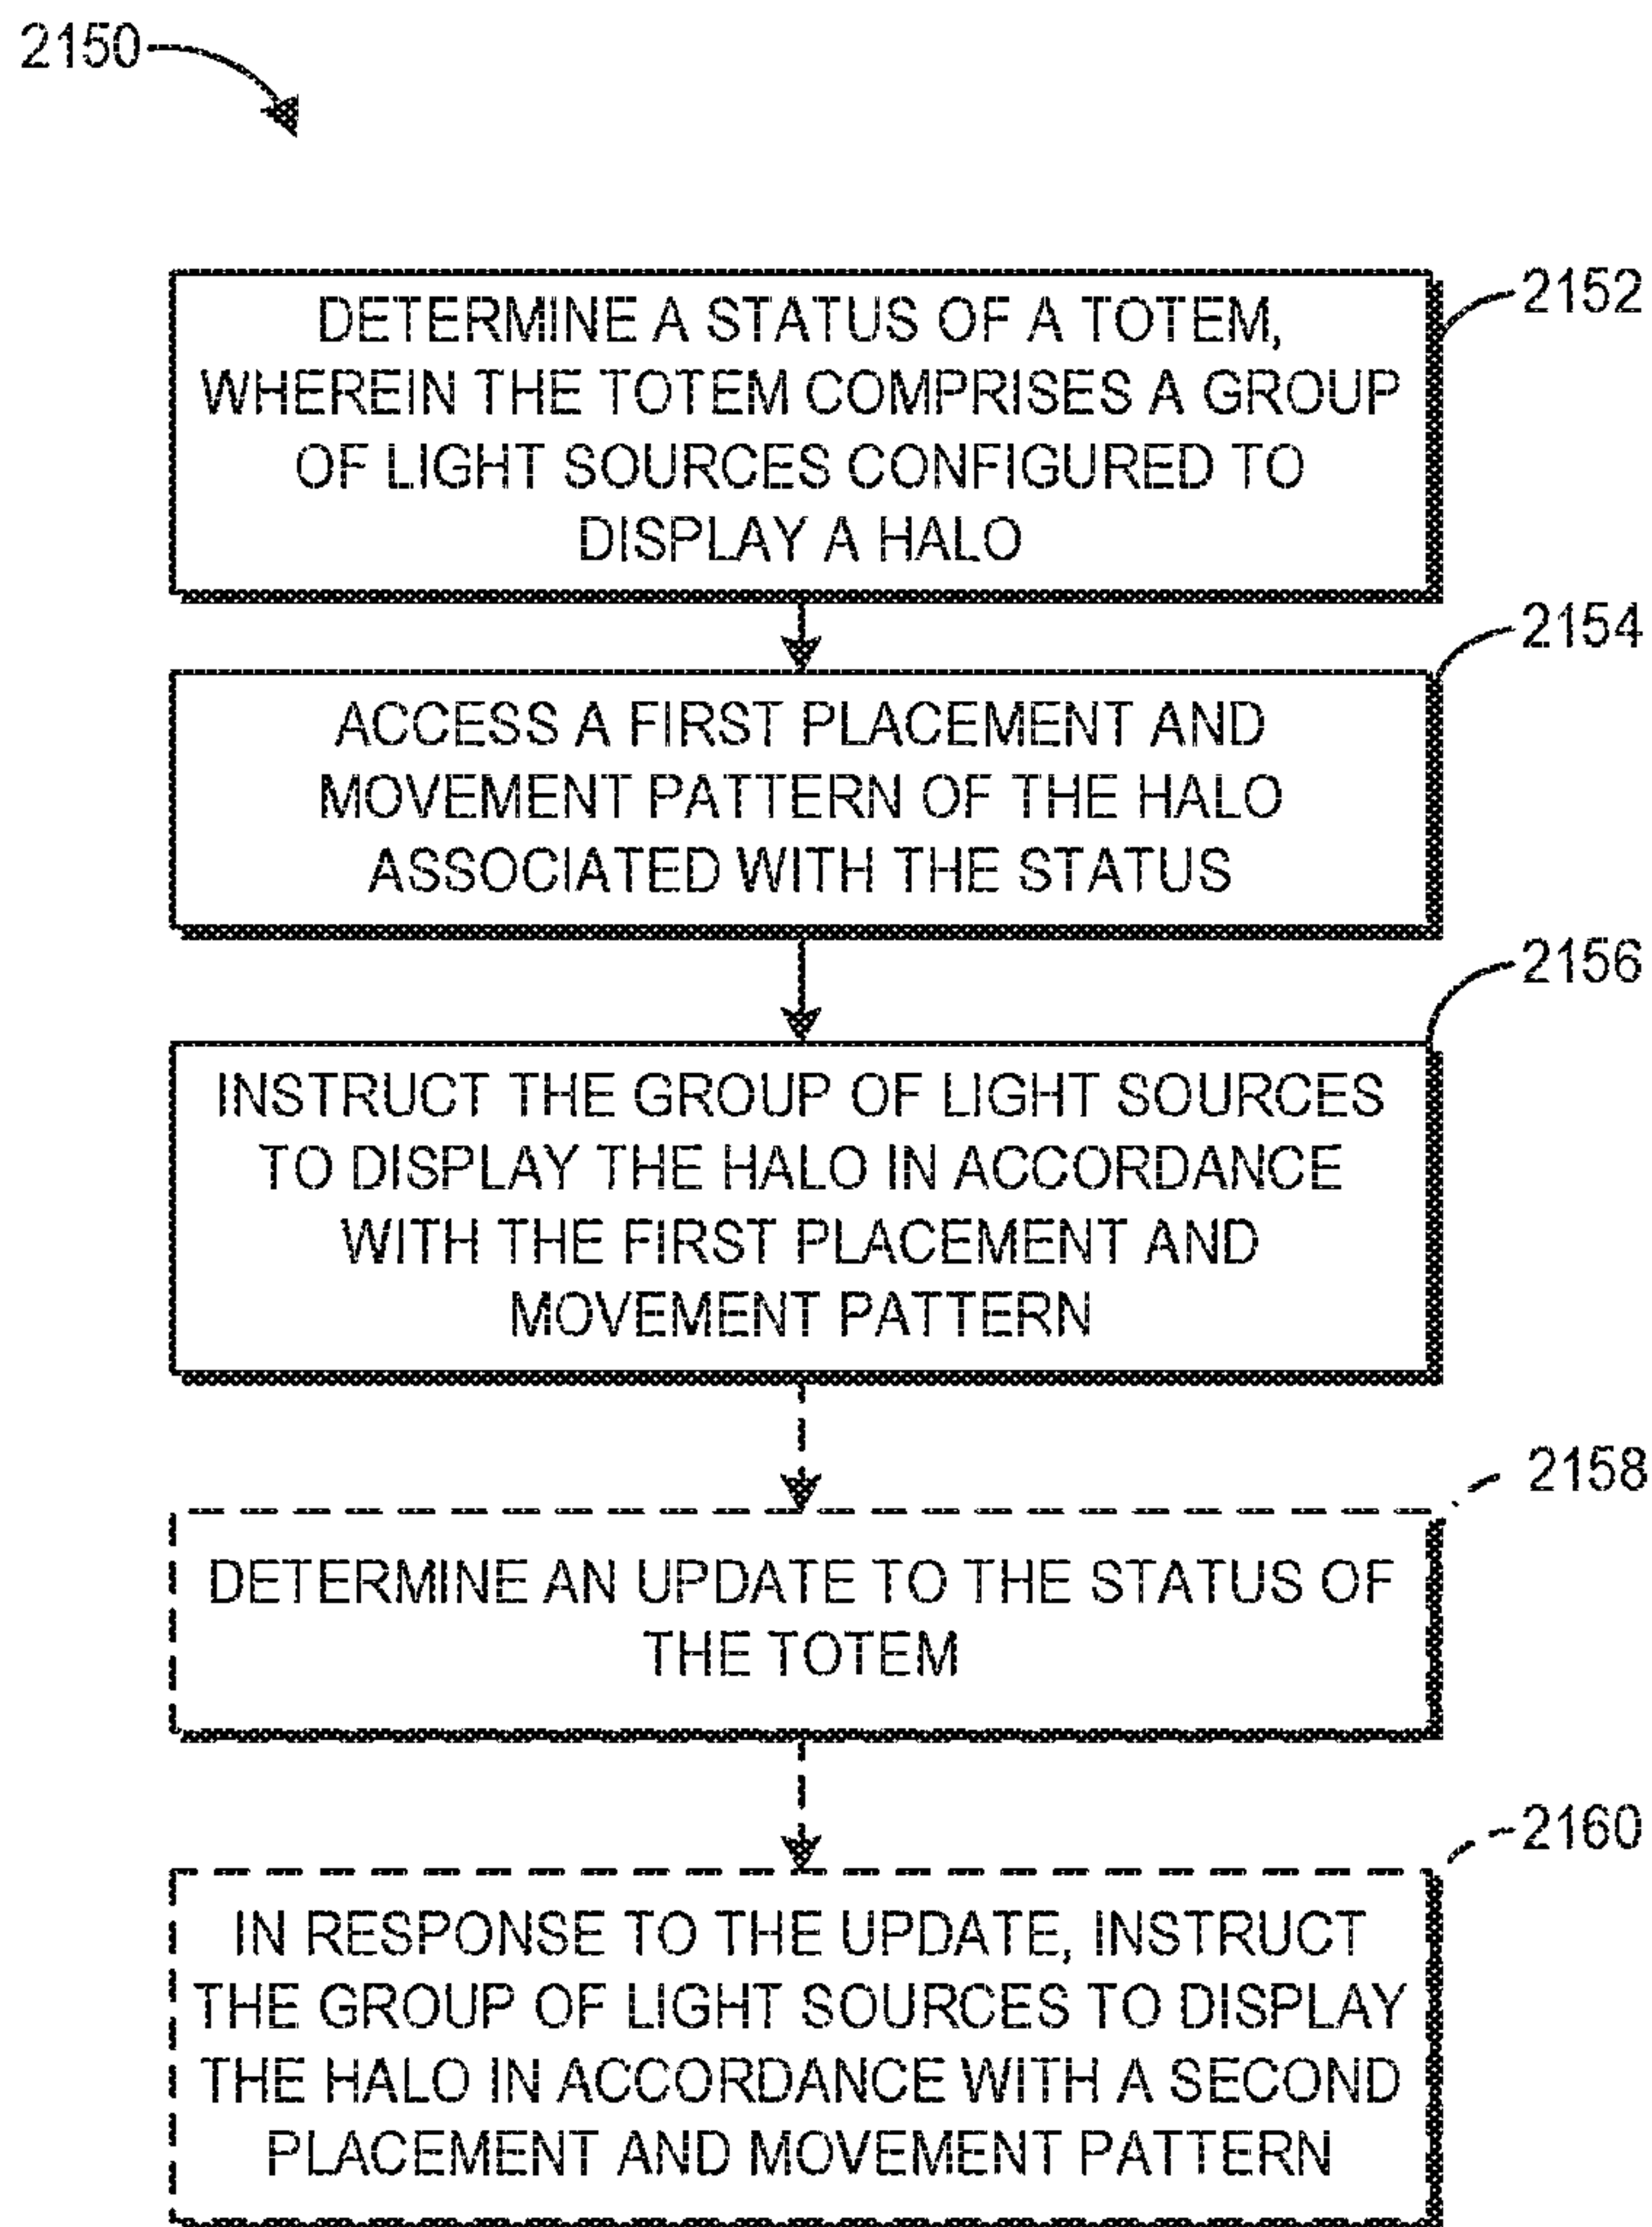 2150
2152
DETERMINE A STATUS OF A TOTEM,
WHEREIN THE TOTEM COMPRISES A GROUP
OF LIGHT SOURCES CONFIGURED TO
DISPLAY A HALO
2154
ACCESS A FIRST PLACEMENT AND
MOVEMENT PATTERN OF THE HALO
ASSOCIATED WITH THE STATUS
2156
INSTRUCT THE GROUP OF LIGHT SOURCES
TO DISPLAY THE HALO IN ACCORDANCE
WITH THE FIRST PLACEMENT AND
MOVEMENT PATTERN
2158
DETERMINE AN UPDATE TO THE STATUS OF
THE TOTEM
2160
IN RESPONSE TO THE UPDATE, INSTRUCT
THE GROUP OF LIGHT SOURCES TO DISPLAY
THE HALO IN ACCORDANCE WITH A SECOND
PLACEMENT AND MOVEMENT PATTERN